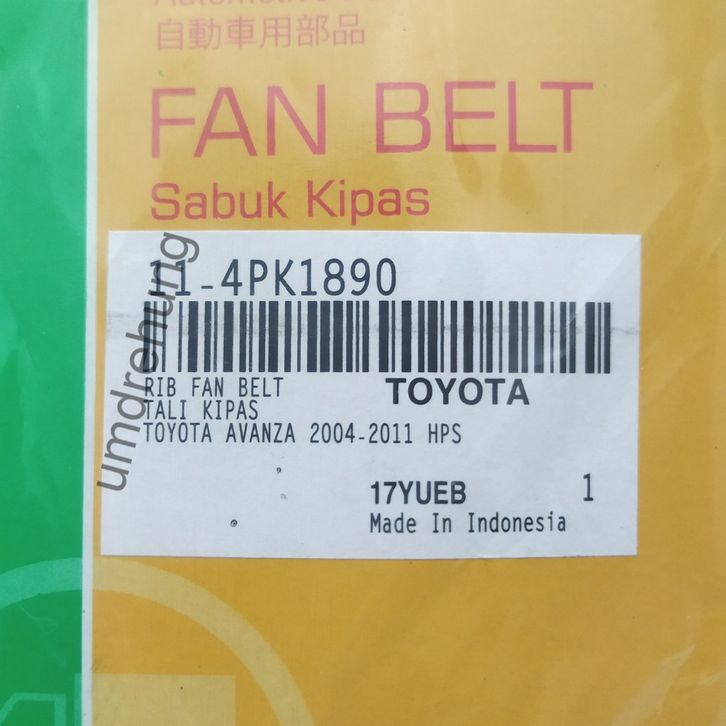 Automotive
自動車用部品
FAN BELT
Sabuk Kipas
11-4PK1890
RIB FAN BELT
TOYOTA
TALI KIPAS
TOYOTA AVANZA 2004-2011 HPS
17YUEB 1
Made In Indonesia
umdrehung